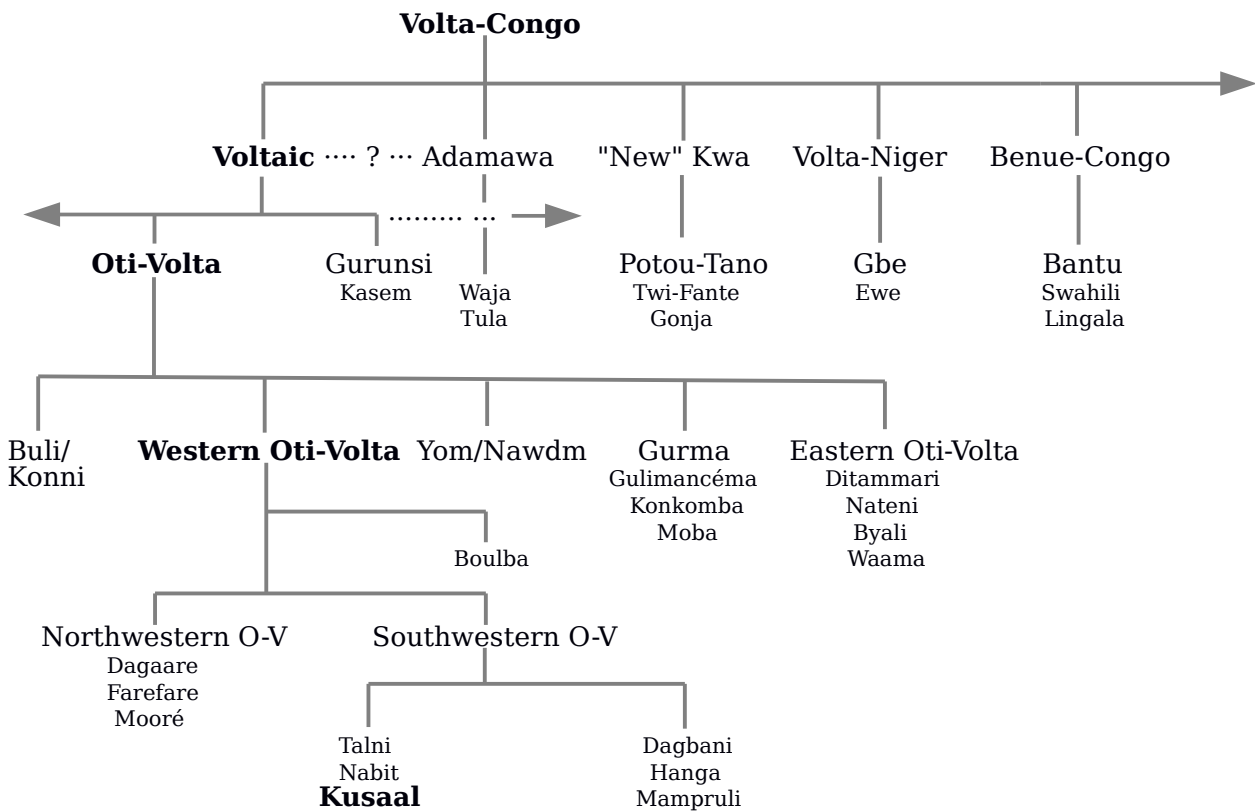 Volta-Congo
Voltaic ···· ? ··· Adamawa "New" Kwa Volta-Niger Benue-Congo
········· ···
Oti-Volta Gurunsi Potou-Tano Gbe Bantu
Kasem Waja Twi-Fante Ewe Swahili
Tula Gonja Lingala
Buli/ Western Oti-Volta Yom/Nawdm Gurma Eastern Oti-Volta
Konni Gulimancéma Ditammari
Konkomba Nateni
Moba Byali
Boulba Waama
Northwestern O-V Southwestern O-V
Dagaare
Farefare
Mooré
Talni Dagbani
Nabit Hanga
Kusaal Mampruli